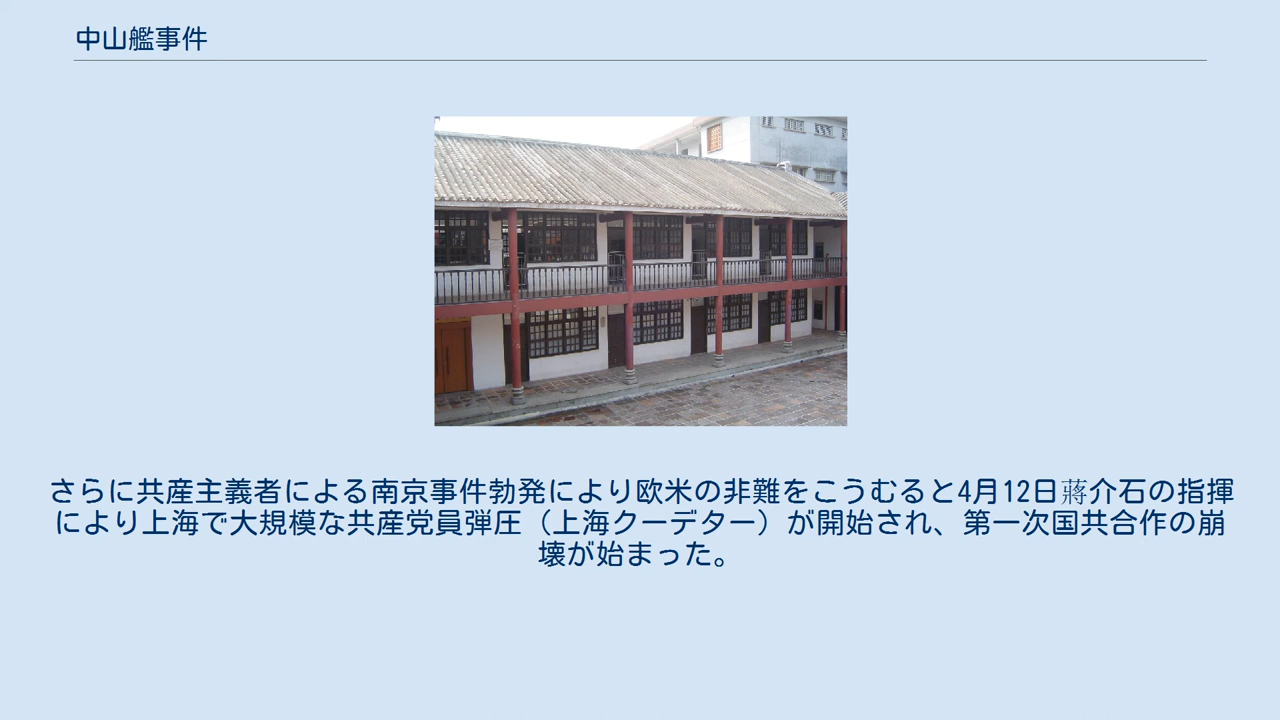 中山艦事件
さらに共産主義者による南京事件勃発により欧米の非難をこうむると4月12日蔣介石の指揮
により上海で大規模な共産党員弾圧（上海クーデター）が開始され、第一次国共合作の崩
壊が始まった。